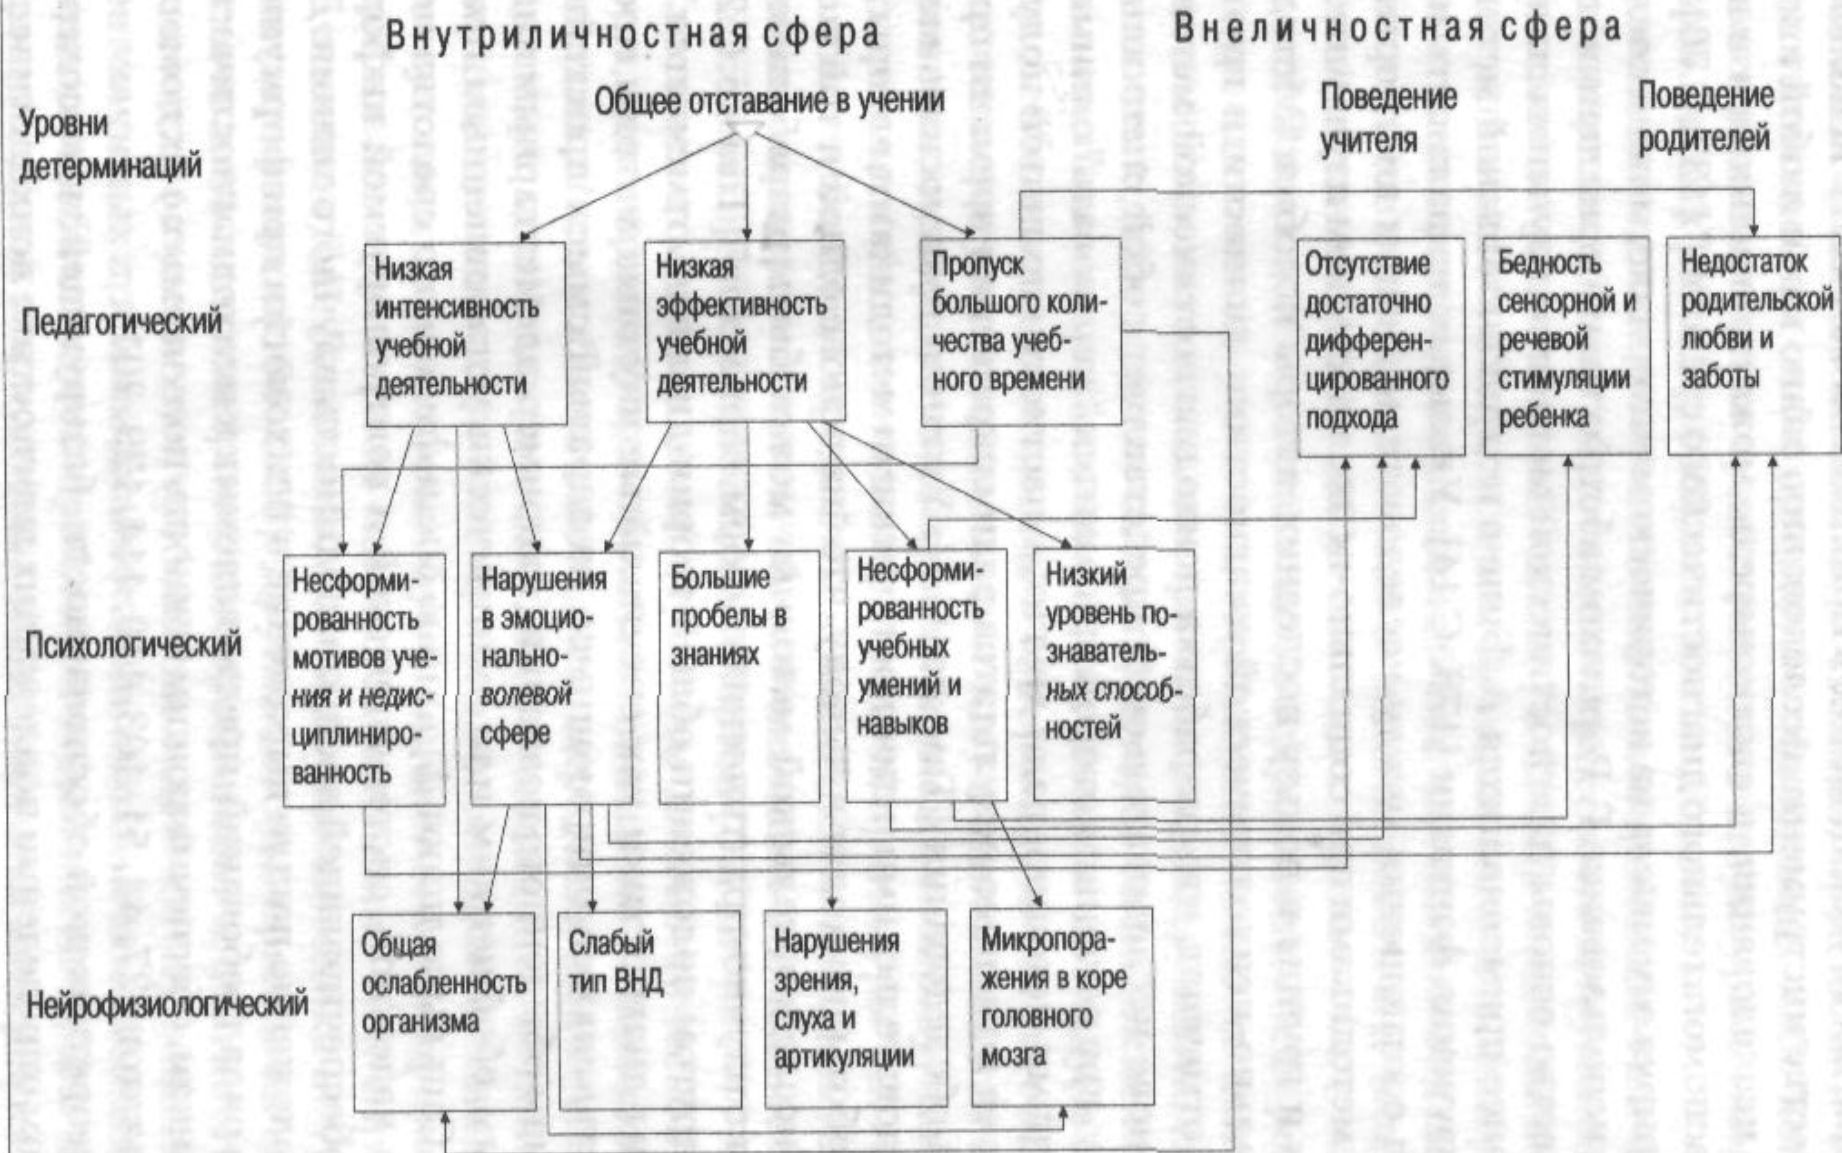 Внутриличностная сфера
Внеличностная сфера
Уровни
детерминаций
Общее отставание в учении
Поведение
учителя
Поведение
родителей
Педагогический
Низкая
интенсивность
учебной
деятельности
Низкая
эффективность
учебной
деятельности
Пропуск
большого коли-
чества учеб-
ного времени
Отсутствие
достаточно
дифферен-
цированного
подхода
Бедность
сенсорной и
речевой
стимуляции
ребенка
Недостаток
родительской
любви и
заботы
Психологический
Несформи-
рованность
мотивов уче-
ния и недис-
циплиниро-
ванность
Нарушения
в эмоцио-
нально-
волевой
сфере
Большие
пробелы в
знаниях
Несформи-
рованность
учебных
умений и
навыков
Низкий
уровень по-
знаватель-
ных способ-
ностей
Нейрофизиологический
Общая
ослабленность
организма
Слабый
тип ВНД
Нарушения
зрения,
слуха и
артикуляции
Микропора-
жения в коре
головного
мозга